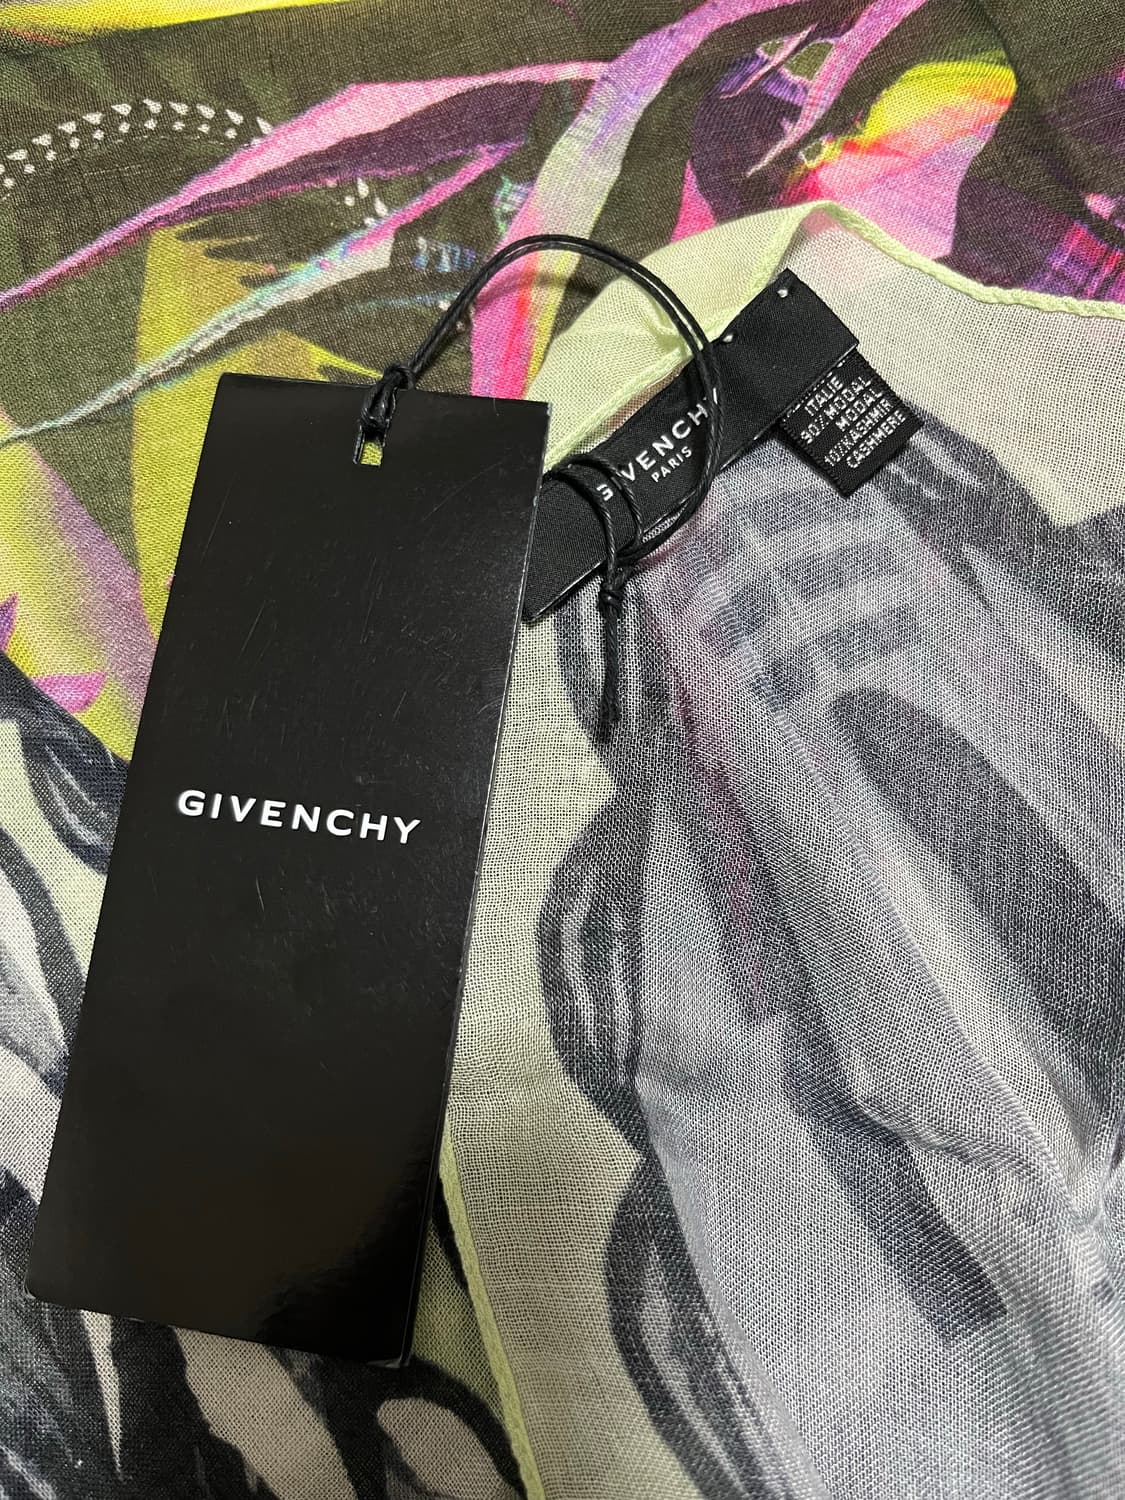 GIVENCHY
GIVENCHY
PARIS
ITALIE
90% MODAL
MODAL
10% KASHMIR
CASHMERE